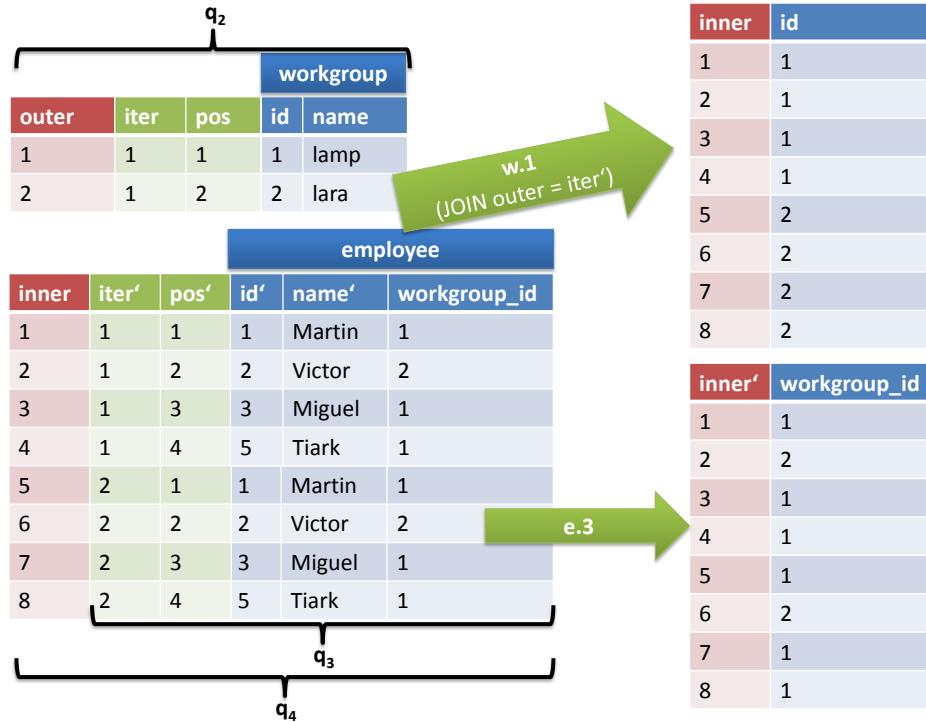 q2
workgroup
outer iter pos id name
1 1 1 1 lamp
2 1 2 2 lara
w.1
(JOIN outer = iter‘)
employee
inner iter‘ pos‘ id‘ name‘ workgroup_id
1 1 1 1 Martin 1
2 1 2 2 Victor 2
3 1 3 3 Miguel 1
4 1 4 5 Tiark 1
5 2 1 1 Martin 1
6 2 2 2 Victor 2
7 2 3 3 Miguel 1
8 2 4 5 Tiark 1
q3
q4
inner id
1 1
2 1
3 1
4 1
5 2
6 2
7 2
8 2
e.3
inner‘ workgroup_id
1 1
2 2
3 1
4 1
5 1
6 2
7 1
8 1